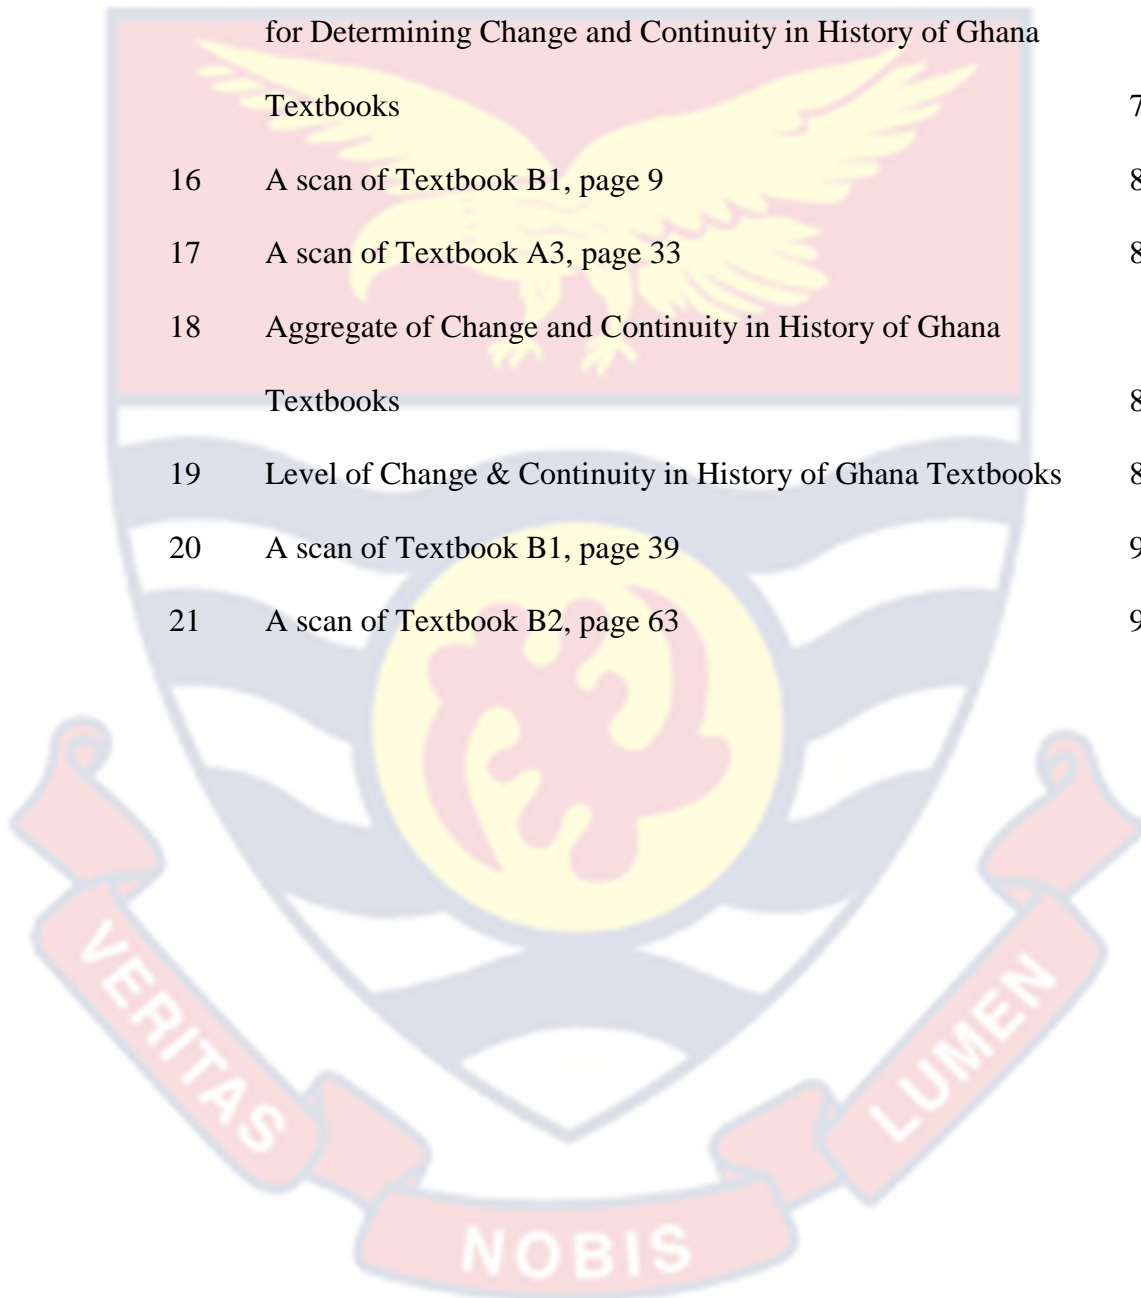 for Determining Change and Continuity in History of Ghana
Textbooks 7
16 A scan of Textbook B1, page 9 8
17 A scan of Textbook A3, page 33 8
18 Aggregate of Change and Continuity in History of Ghana
Textbooks 8
19 Level of Change & Continuity in History of Ghana Textbooks 8
20 A scan of Textbook B1, page 39 9
21 A scan of Textbook B2, page 63 9
VERITAS
NOBIS
LUMEN